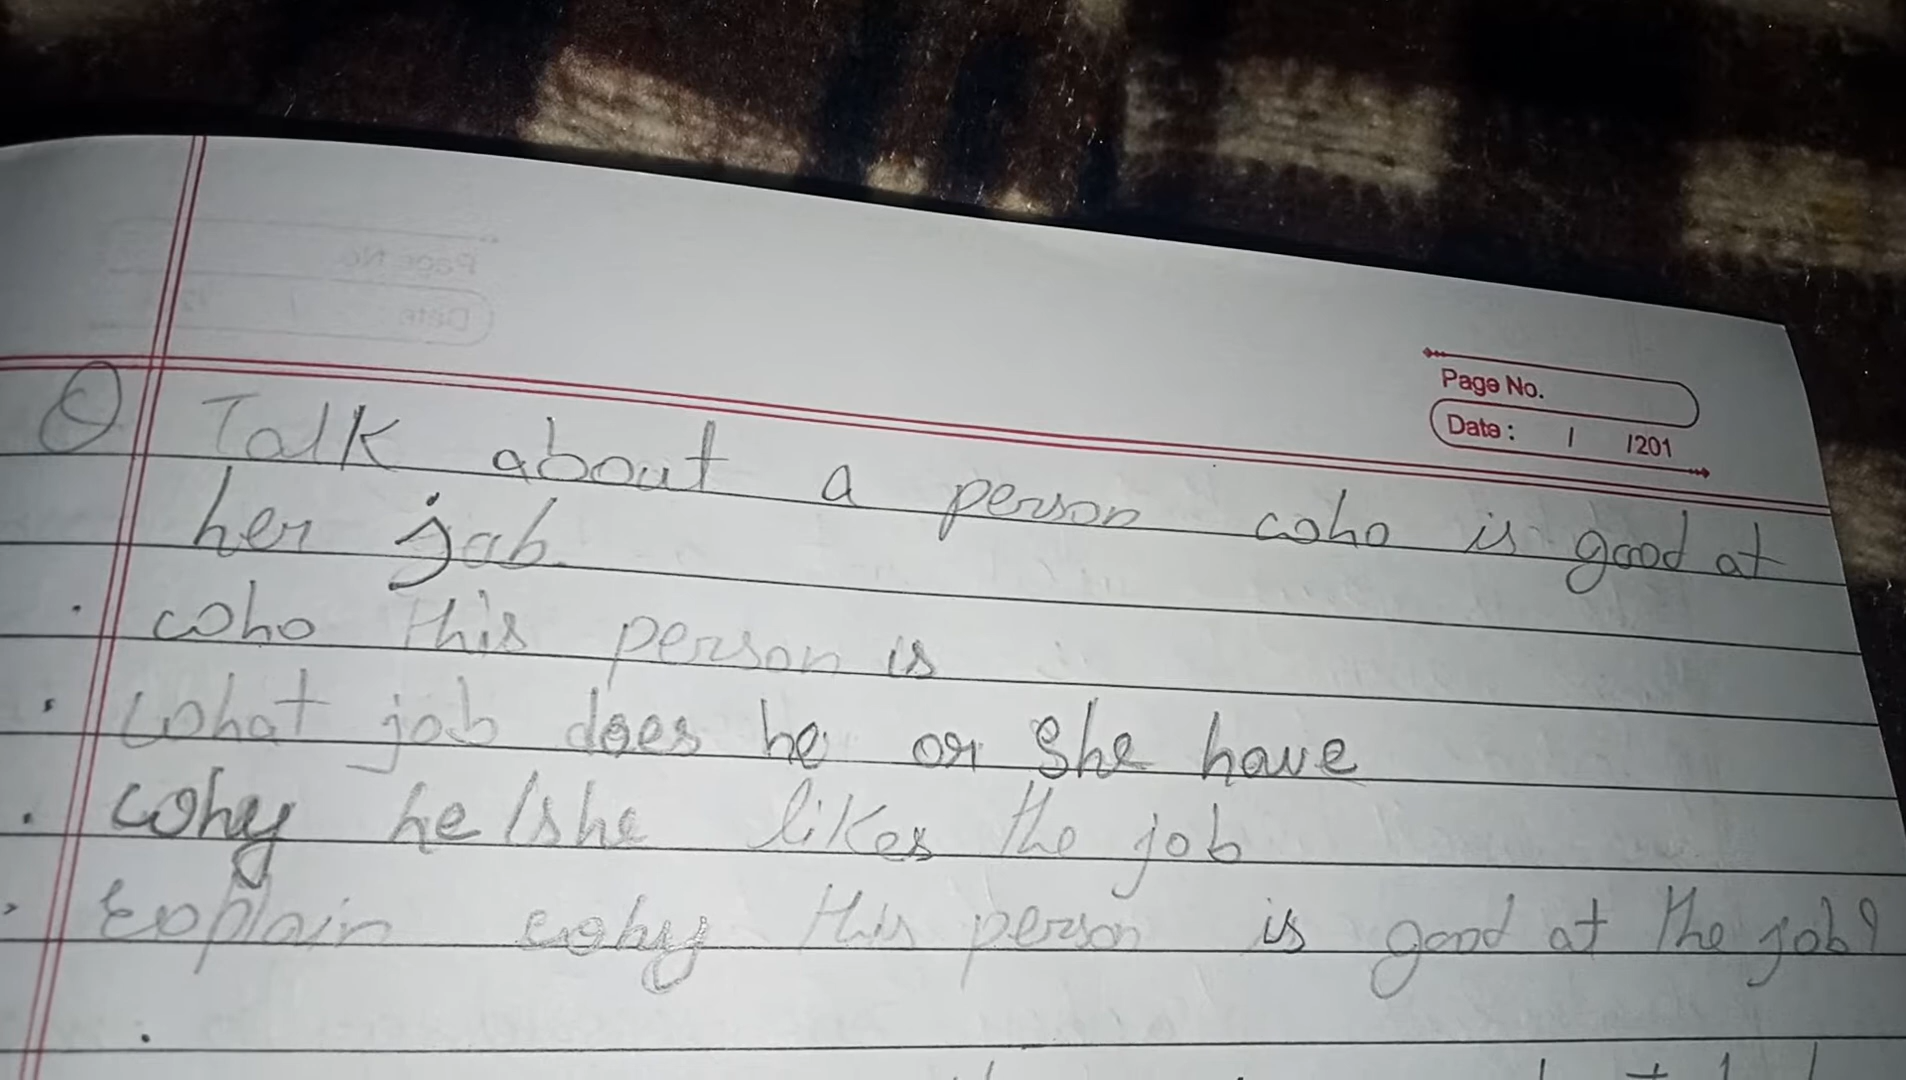 Page No.
Date: / /201
Q Talk about a person who is good at
her job.
• who this person is
• what job does he or she have
• why he/she likes the job
• Explain why this person is good at the job?
•